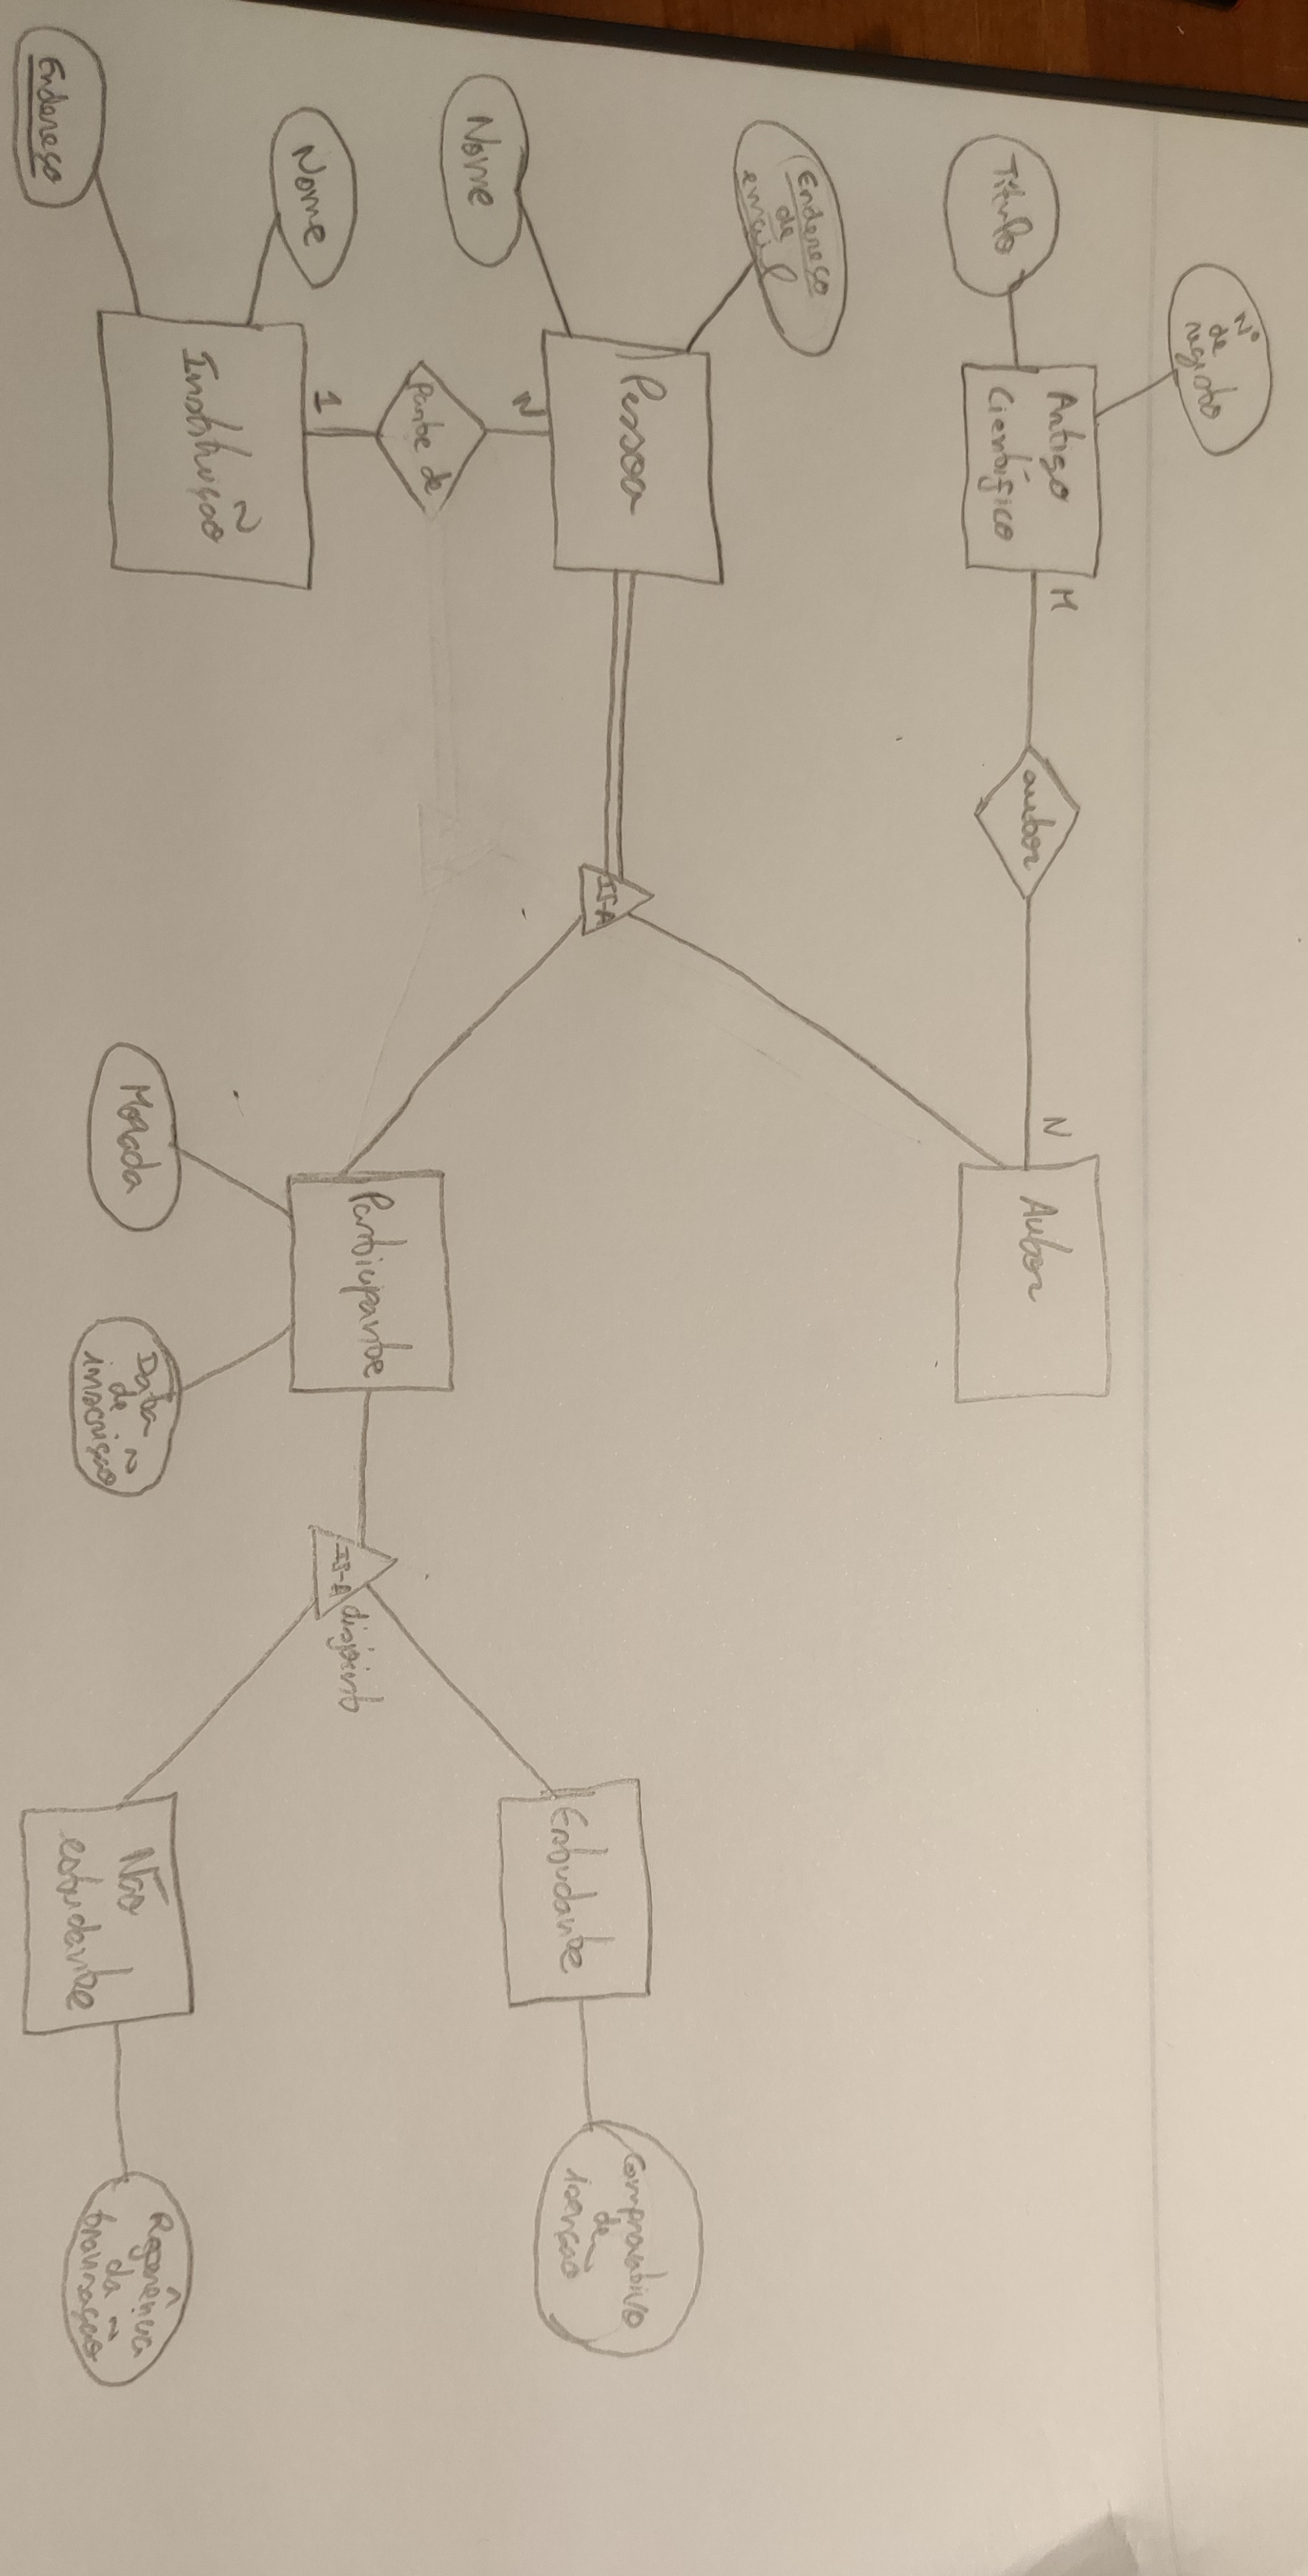 Nº
de
registo
Título
Artigo
Científico
M
autor
N
Autor
Endereço
de
email
Nome
Pessoa
IS-A
N
Parte de
1
Nome
Endereço
Instituição
Participante
Morada
Data
de
inscrição
IS-A
disjoint
Estudante
Comprovativo
de
isenção
Não
estudante
Referência
da
transação